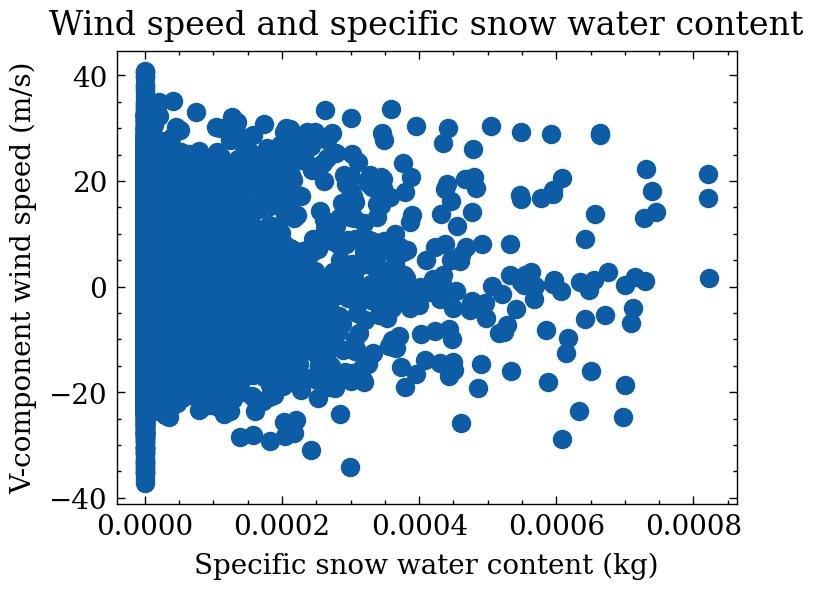 Wind speed and specific snow water content
V-component wind speed (m/s)
40
20
0
−20
−40
0.0000 0.0002 0.0004 0.0006 0.0008
Specific snow water content (kg)